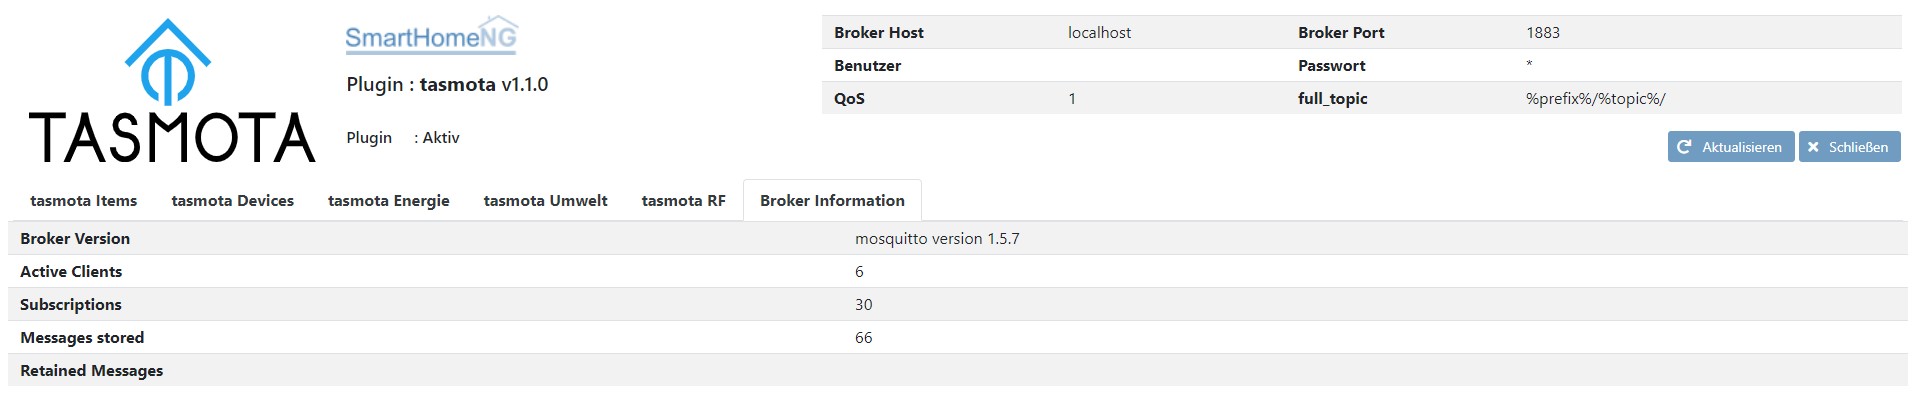 TASMOTA
SmartHomeNG
Plugin : tasmota v1.1.0
Plugin : Aktiv
Broker Host localhost Broker Port 1883
Benutzer Passwort *
QoS 1 full_topic %prefix%/%topic%/
Aktualisieren Schließen
tasmota Items tasmota Devices tasmota Energie tasmota Umwelt tasmota RF Broker Information
Broker Version mosquitto version 1.5.7
Active Clients 6
Subscriptions 30
Messages stored 66
Retained Messages